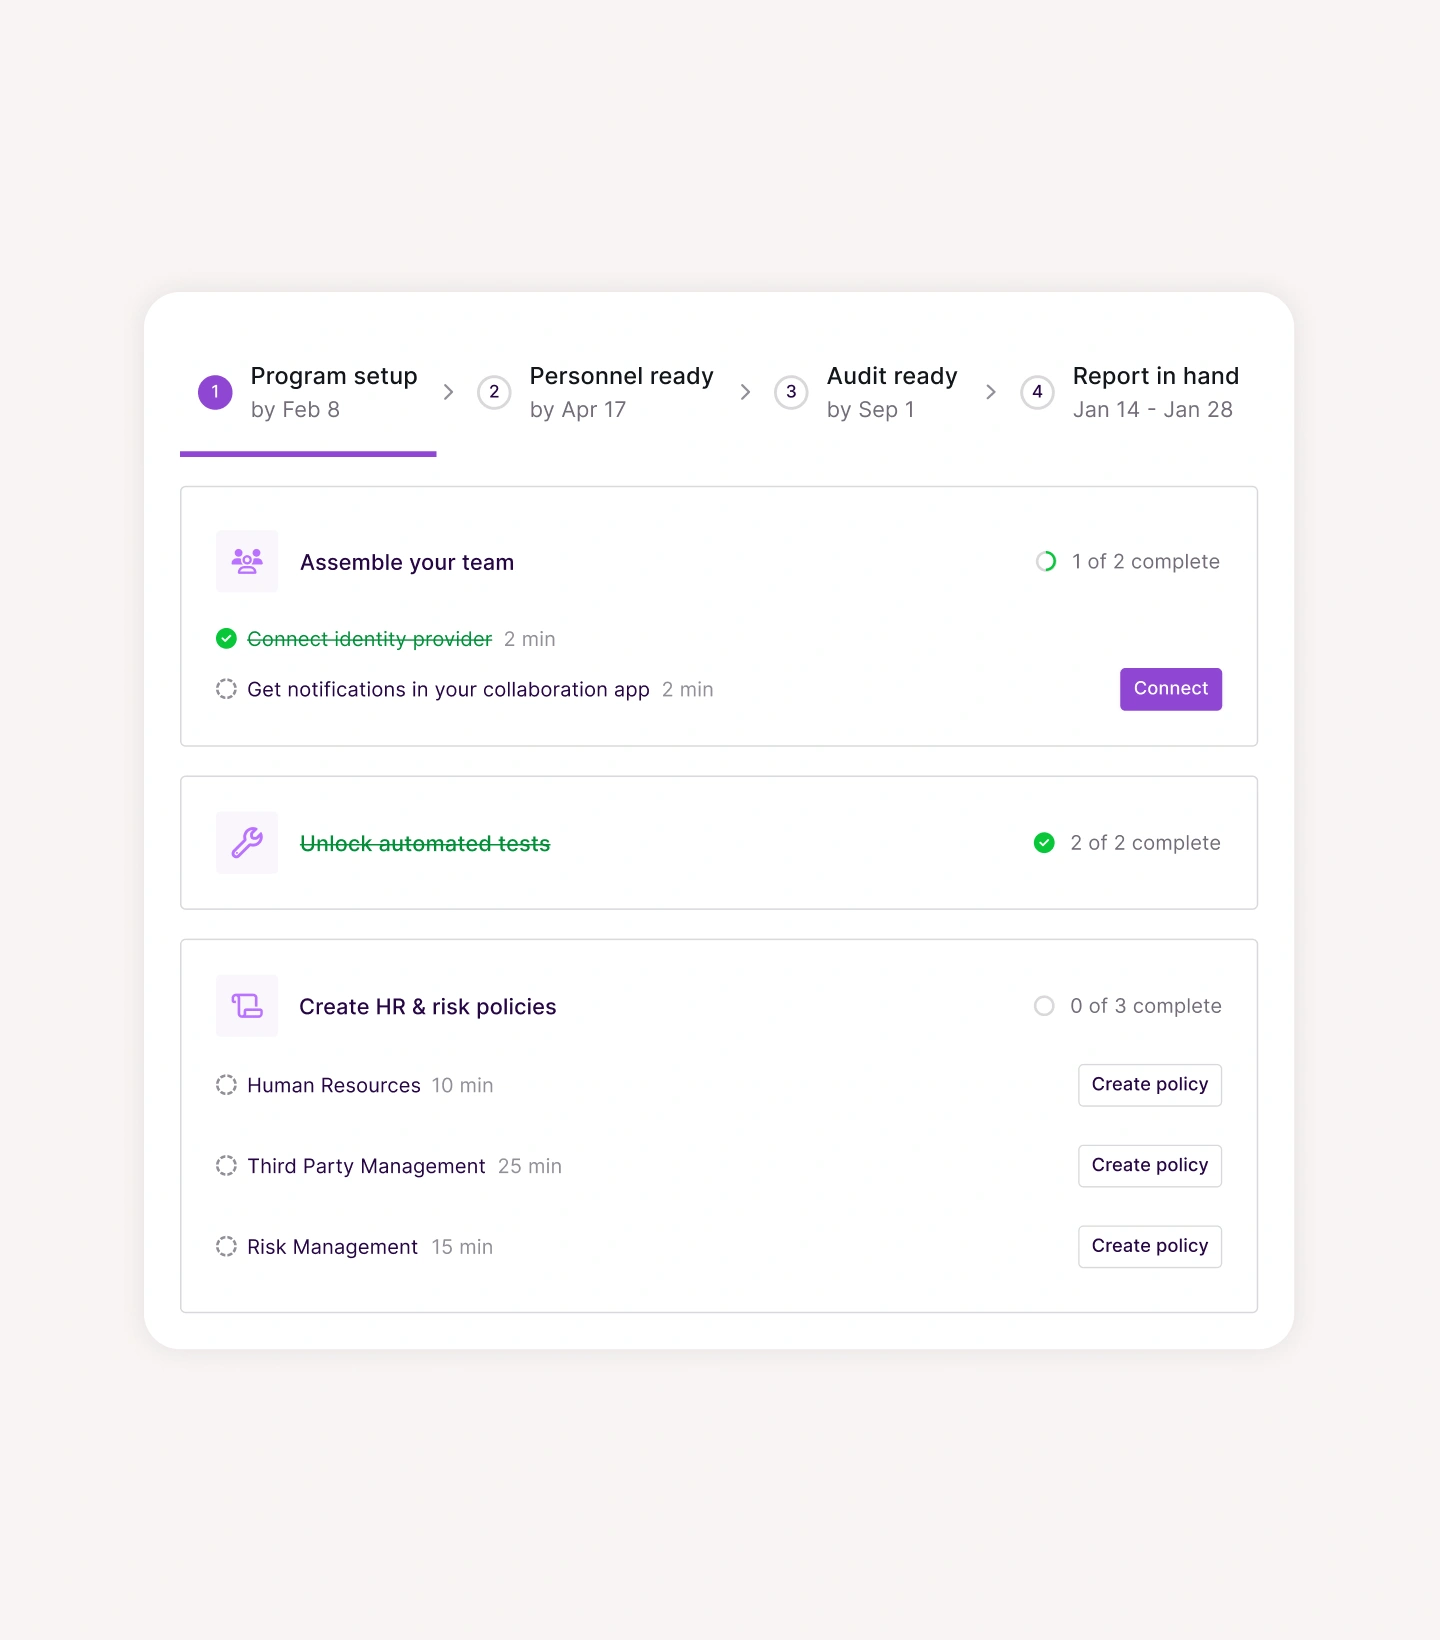 1 Program setup
by Feb 8
2 Personnel ready
by Apr 17
3 Audit ready
by Sep 1
4 Report in hand
Jan 14 - Jan 28
Assemble your team
1 of 2 complete
Connect identity provider 2 min
Get notifications in your collaboration app 2 min
Connect
Unlock automated tests
2 of 2 complete
Create HR & risk policies
0 of 3 complete
Human Resources 10 min
Create policy
Third Party Management 25 min
Create policy
Risk Management 15 min
Create policy